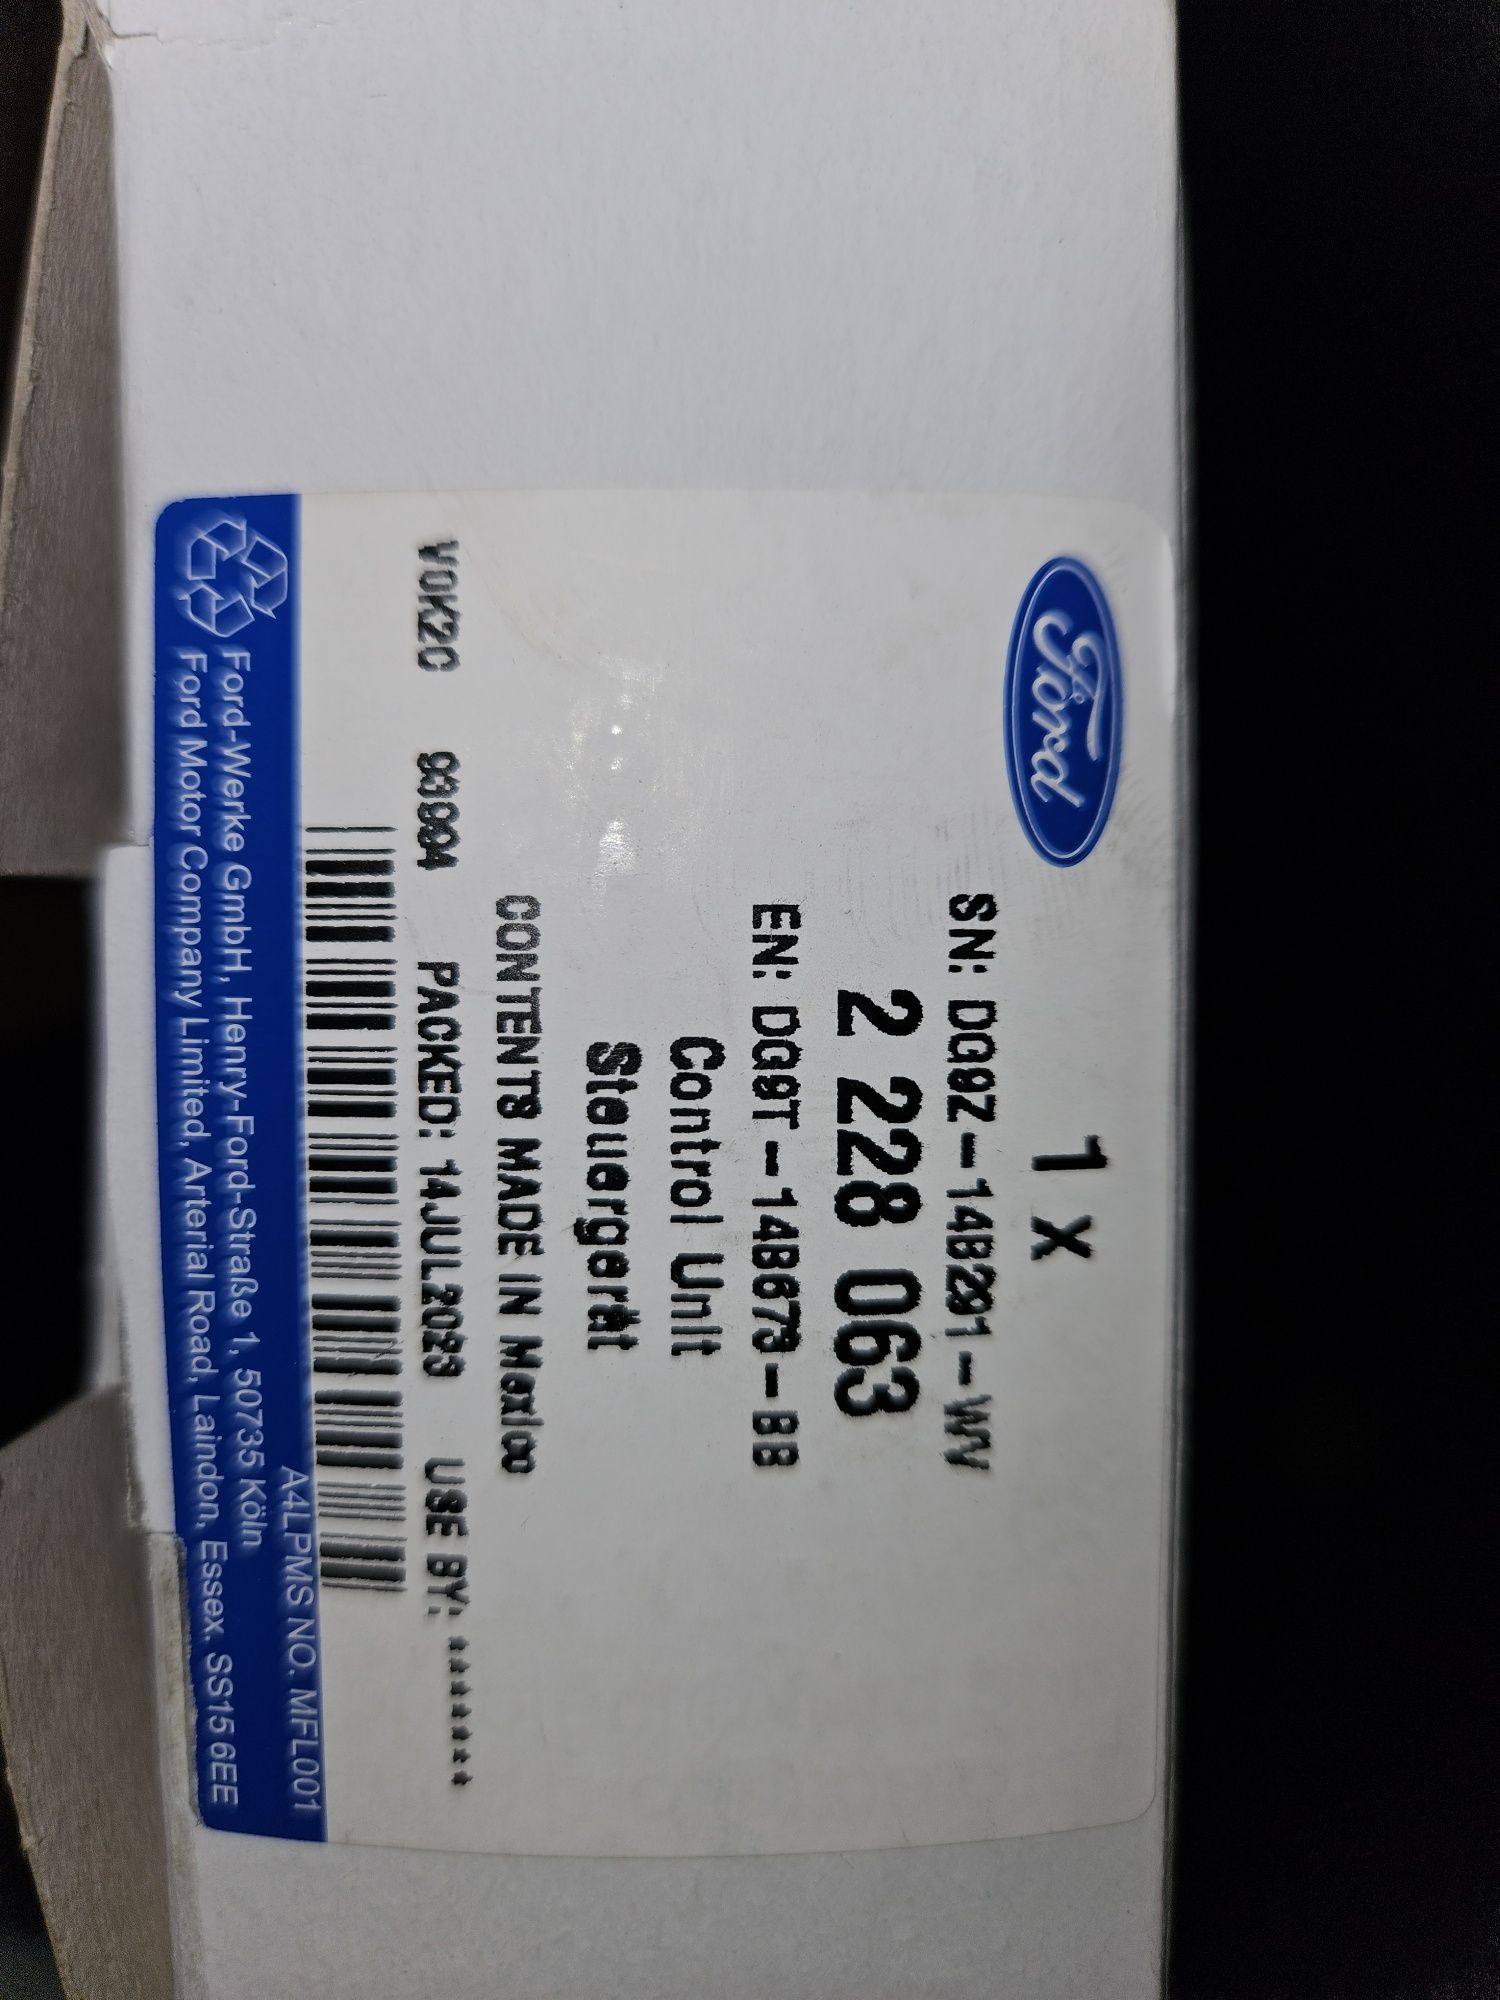 Ford
1 X
SN: DG9Z-14B291-WV
2 228 063
EN: DG9T-14B673-BB
Control Unit
Steuergerät
CONTENTS MADE IN Mexico
V0K2C PACKED: 14JUL2023 USE BY: *******
A4LPMS NO. MFL001
Ford-Werke GmbH, Henry-Ford-Straße 1, 50735 Köln
Ford Motor Company Limited, Arterial Road, Laindon, Essex. SS15 6EE